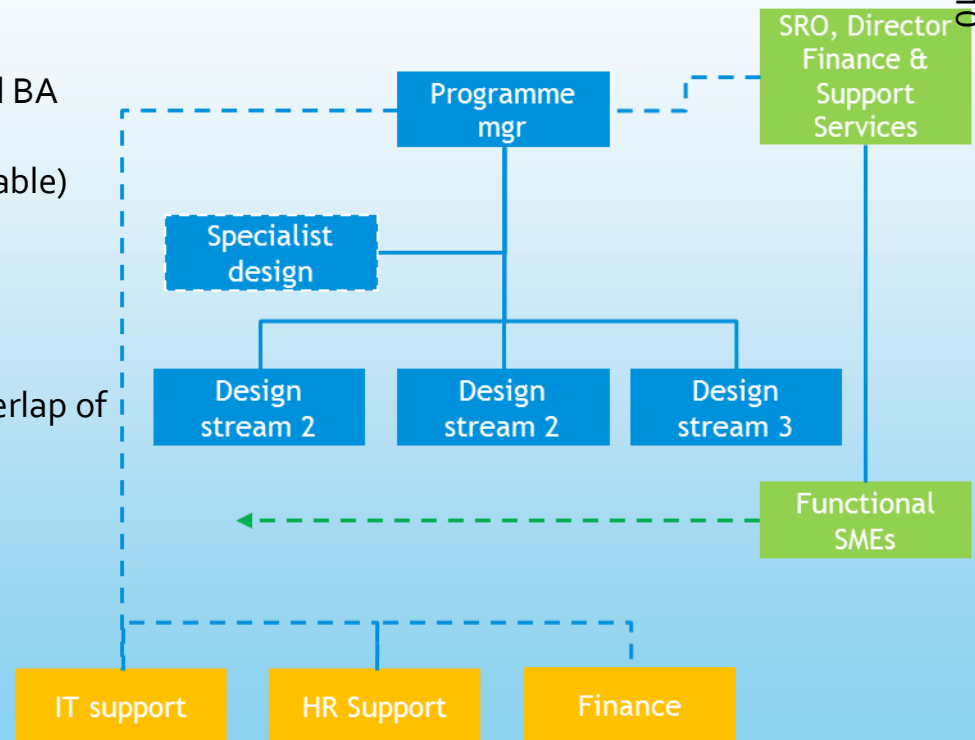 SRO, Director
Finance &
Support
Services
BA
Programme
mgr
able)
Specialist
design
erlap of
Design
stream 2
Design
stream 2
Design
stream 3
Functional
SMEs
IT support
HR Support
Finance